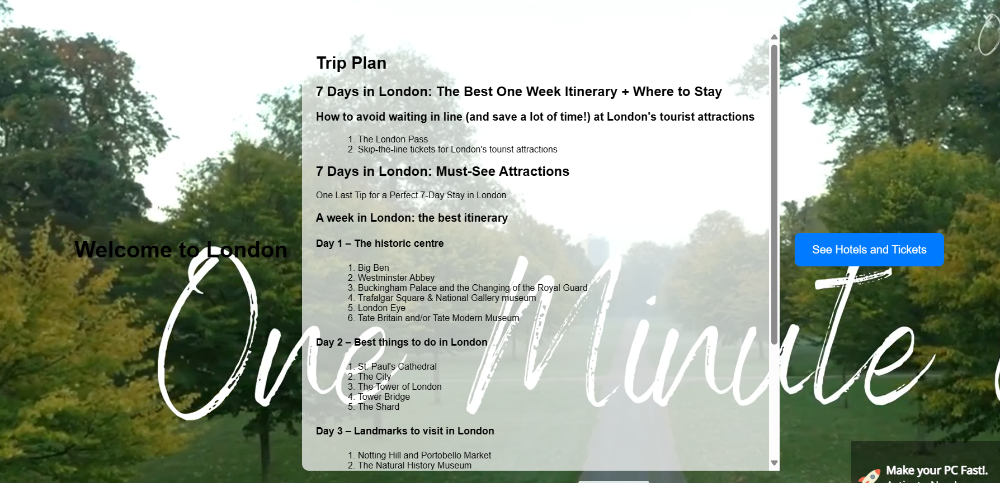 Trip Plan
7 Days in London: The Best One Week Itinerary + Where to Stay
How to avoid waiting in line (and save a lot of time!) at London's tourist attractions
1. The London Pass
2. Skip-the-line tickets for London's tourist attractions
7 Days in London: Must-See Attractions
One Last Tip for a Perfect 7-Day Stay in London
A week in London: the best itinerary
Day 1 – The historic centre
Welcome to London
See Hotels and Tickets
1. Big Ben
2. Westminster Abbey
3. Buckingham Palace and the Changing of the Royal Guard
4. Trafalgar Square & National Gallery museum
5. London Eye
6. Tate Britain and/or Tate Modern Museum
One Minute
Day 2 – Best things to do in London
1. St. Paul's Cathedral
2. The City
3. The Tower of London
4. Tower Bridge
5. The Shard
Day 3 – Landmarks to visit in London
1. Notting Hill and Portobello Market
2. The Natural History Museum
Make your PC Fast!.